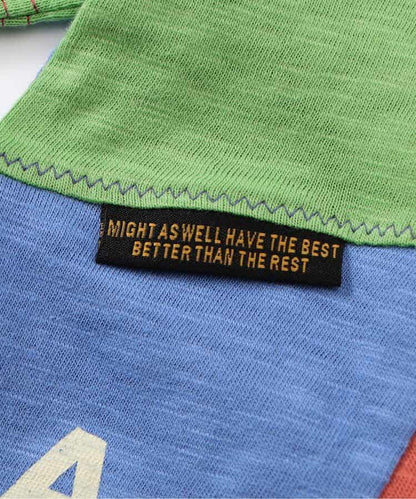 MIGHT AS WELL HAVE THE BEST
BETTER THAN THE REST
A